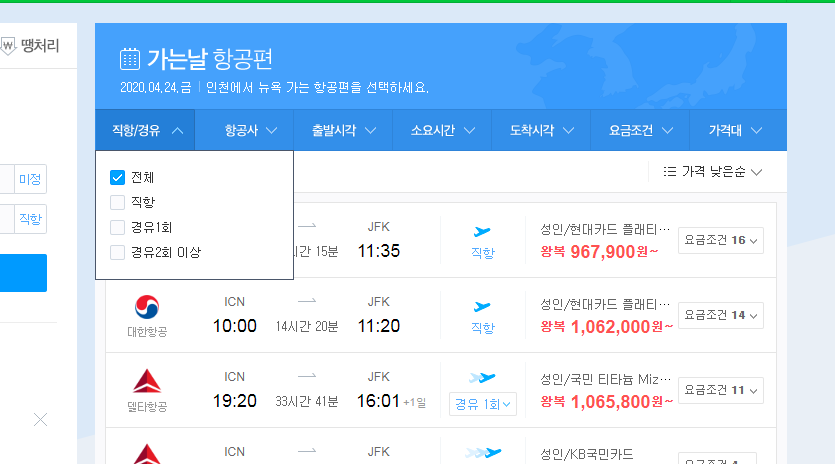 땡처리
가는날 항공편
2020.04.24.금 | 인천에서 뉴욕 가는 항공편을 선택하세요.
직항/경유 항공사 출발시각 소요시간 도착시각 요금조건 가격대
미정
직항
전체
직항
경유1회
경유2회 이상
가격 낮은순
JFK
시간 15분 11:35
직항
성인/현대카드 플래티…
왕복 967,900원~
요금조건 16
대한항공
ICN JFK
10:00 14시간 20분 11:20
직항
성인/현대카드 플래티…
왕복 1,062,000원~
요금조건 14
델타항공
ICN JFK
19:20 33시간 41분 16:01 +1일
경유 1회
성인/국민 티타늄 Miz…
왕복 1,065,800원~
요금조건 11
ICN JFK
성인/KB국민카드